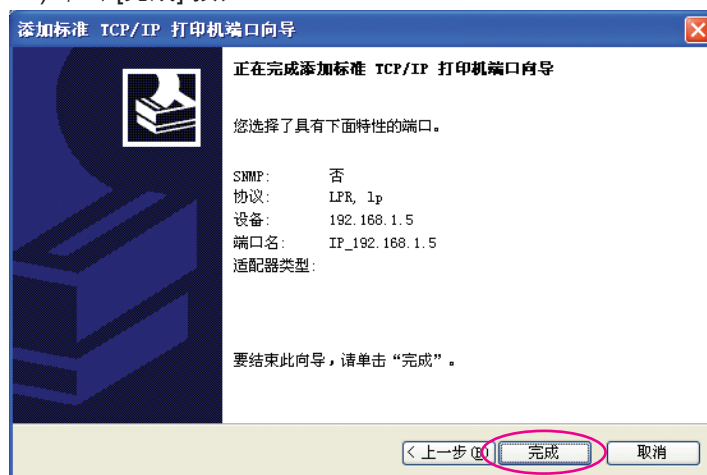 添加标准 TCP/IP 打印机端口向导
正在完成添加标准 TCP/IP 打印机端口向导
您选择了具有下面特性的端口。
SNMP: 否
协议: LPR, lp
设备: 192.168.1.5
端口名: IP_192.168.1.5
适配器类型:
要结束此向导，请单击“完成”。
<上一步(B) 完成 取消